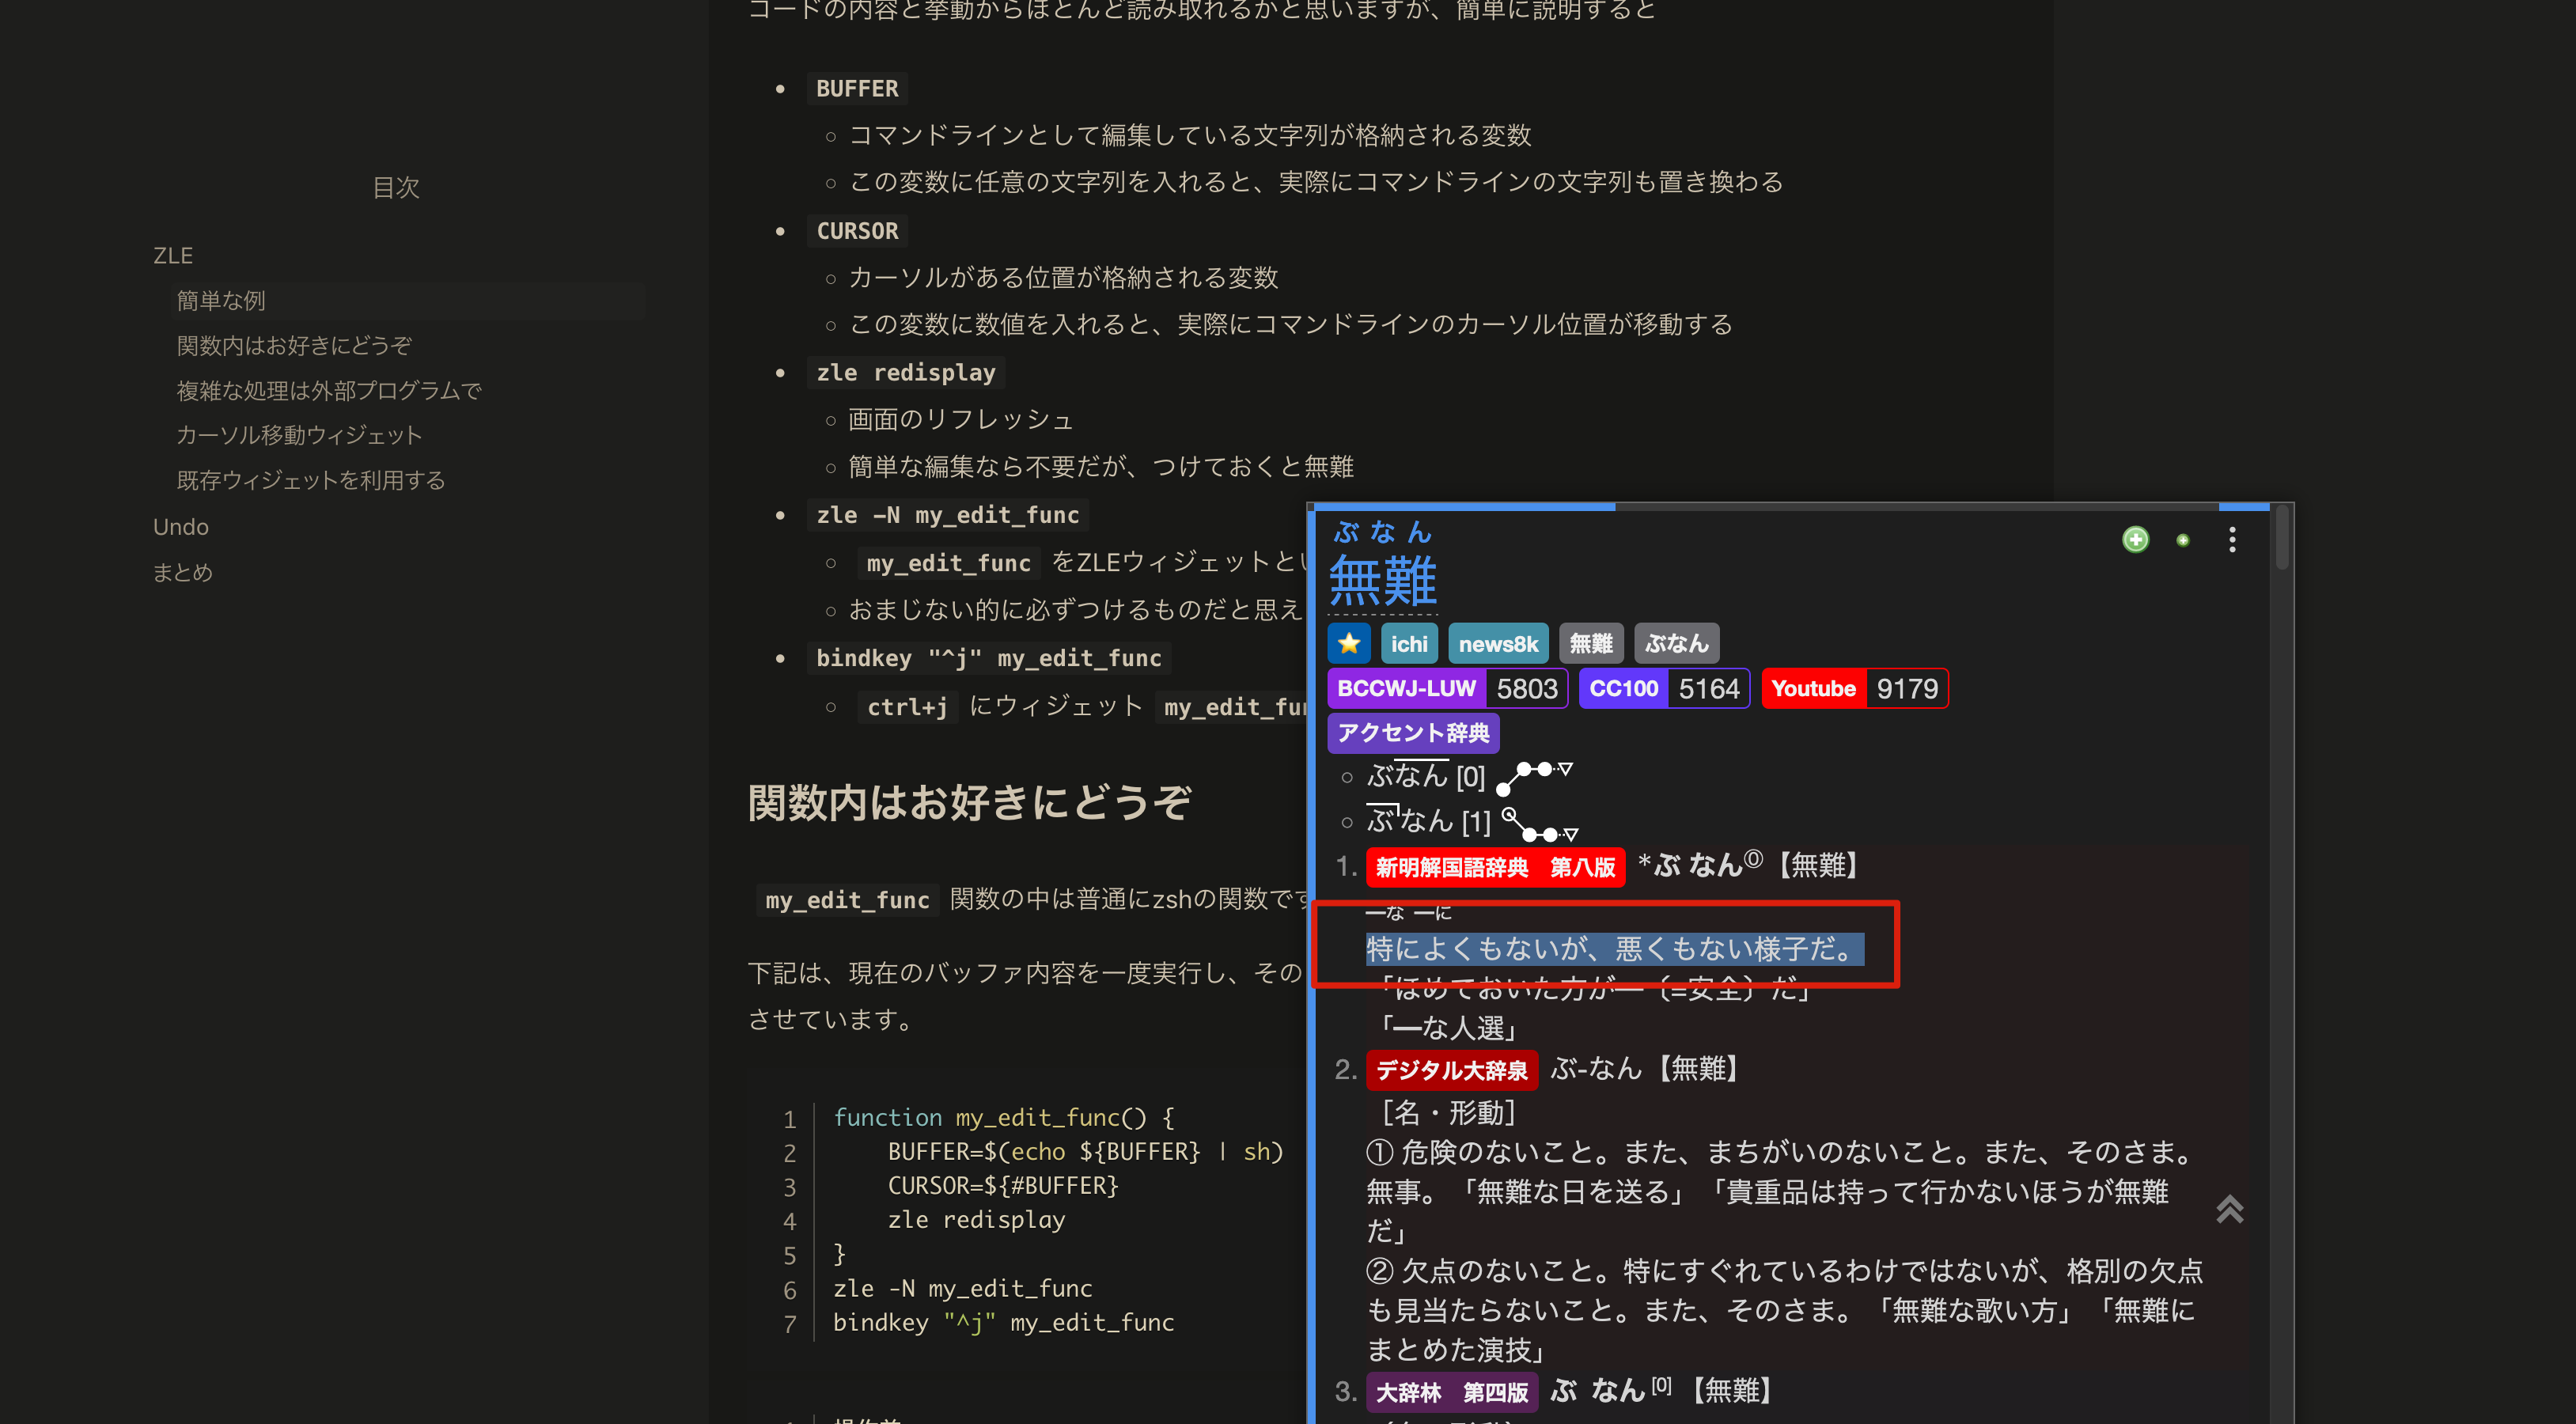 コードの内容と挙動からほとんど読み取れるかと思いますが、簡単に説明すると
目次
ZLE
簡単な例
関数内はお好きにどうぞ
複雑な処理は外部プログラムで
カーソル移動ウィジェット
既存ウィジェットを利用する
Undo
まとめ
BUFFER
コマンドラインとして編集している文字列が格納される変数
この変数に任意の文字列を入れると、実際にコマンドラインの文字列も置き換わる
CURSOR
カーソルがある位置が格納される変数
この変数に数値を入れると、実際にコマンドラインのカーソル位置が移動する
zle redisplay
画面のリフレッシュ
簡単な編集なら不要だが、つけておくと無難
zle -N my_edit_func
my_edit_func をZLEウィジェットと
おまじない的に必ずつけるものだと思え
bindkey "^j" my_edit_func
ctrl+j にウィジェット my_edit_fu
関数内はお好きにどうぞ
my_edit_func 関数の中は普通にzshの関数で
下記は、現在のバッファ内容を一度実行し、その
させています。
1 function my_edit_func() {
2 BUFFER=$(echo ${BUFFER} | sh)
3 CURSOR=${#BUFFER}
4 zle redisplay
5 }
6 zle -N my_edit_func
7 bindkey "^j" my_edit_func
ぶなん
無難
⭐ ichi news8k 無難 ぶなん
BCCWJ-LUW 5803 CC100 5164 Youtube 9179
アクセント辞典
ぶなん [0]
ぶなん [1]
1. 新明解国語辞典 第八版 *ぶ なん⓪【無難】
―な ―に
特によくもないが、悪くもない様子だ。
「ほめておいた方が━〔=安全〕だ」
「━な人選」
2. デジタル大辞泉 ぶ‐なん【無難】
［名・形動］
① 危険のないこと。また、まちがいのないこと。また、そのさま。
無事。「無難な日を送る」「貴重品は持って行かないほうが無難
だ」
② 欠点のないこと。特にすぐれているわけではないが、格別の欠点
も見当たらないこと。また、そのさま。「無難な歌い方」「無難に
まとめた演技」
3. 大辞林 第四版 ぶ なん [0] 【無難】